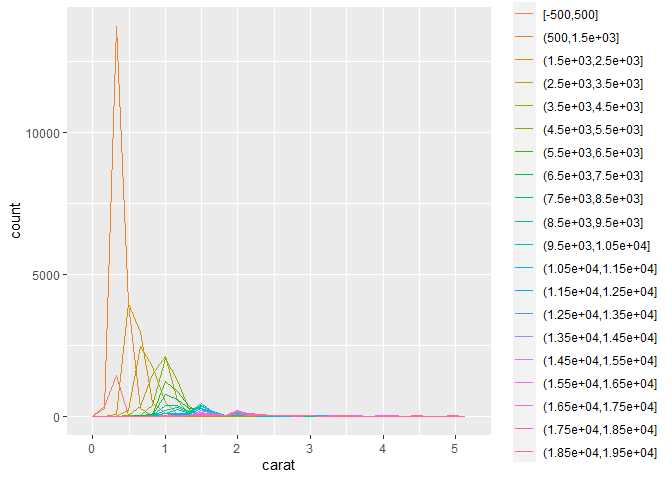 10000
5000
0
count
0
1
2
3
4
5
carat
[-500,500]
(500,1.5e+03]
(1.5e+03,2.5e+03]
(2.5e+03,3.5e+03]
(3.5e+03,4.5e+03]
(4.5e+03,5.5e+03]
(5.5e+03,6.5e+03]
(6.5e+03,7.5e+03]
(7.5e+03,8.5e+03]
(8.5e+03,9.5e+03]
(9.5e+03,1.05e+04]
(1.05e+04,1.15e+04]
(1.15e+04,1.25e+04]
(1.25e+04,1.35e+04]
(1.35e+04,1.45e+04]
(1.45e+04,1.55e+04]
(1.55e+04,1.65e+04]
(1.65e+04,1.75e+04]
(1.75e+04,1.85e+04]
(1.85e+04,1.95e+04]